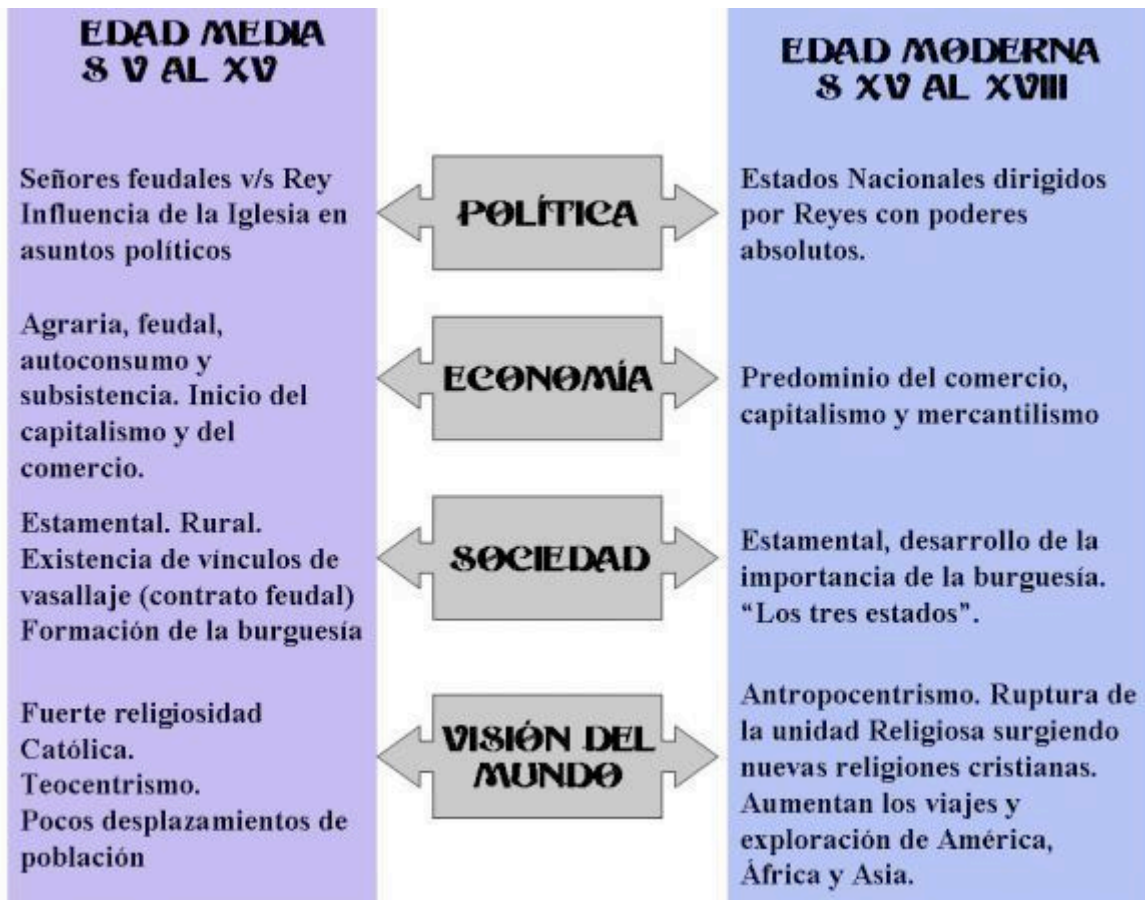 EDAD MEDIA
S V AL XV
EDAD MODERNA
S XV AL XVIII
Señores feudales v/s Rey
Influencia de la Iglesia en
asuntos políticos
POLÍTICA
Estados Nacionales dirigidos
por Reyes con poderes
absolutos.
Agraria, feudal,
autoconsumo y
subsistencia. Inicio del
capitalismo y del
comercio.
ECONOMÍA
Predominio del comercio,
capitalismo y mercantilismo
Estamental. Rural.
Existencia de vínculos de
vasallaje (contrato feudal)
Formación de la burguesía
SOCIEDAD
Estamental, desarrollo de la
importancia de la burguesía.
“Los tres estados”.
Fuerte religiosidad
Católica.
Teocentrismo.
Pocos desplazamientos de
población
VISIÓN DEL
MUNDO
Antropocentrismo. Ruptura de
la unidad Religiosa surgiendo
nuevas religiones cristianas.
Aumentan los viajes y
exploración de América,
África y Asia.